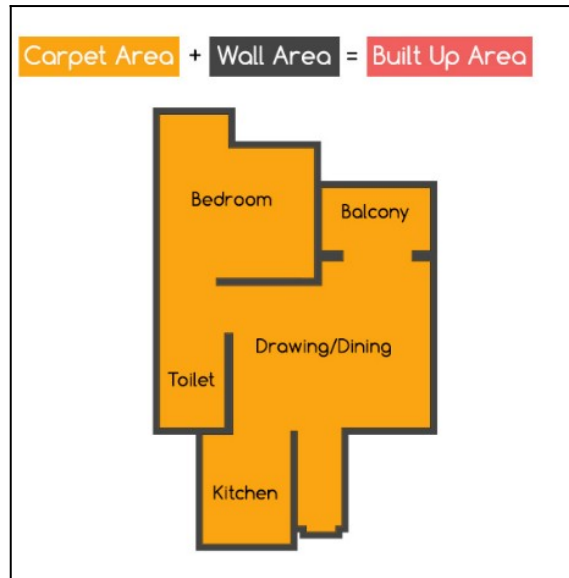 Carpet Area + Wall Area = Built Up Area
Bedroom
Balcony
Drawing/Dining
Toilet
Kitchen